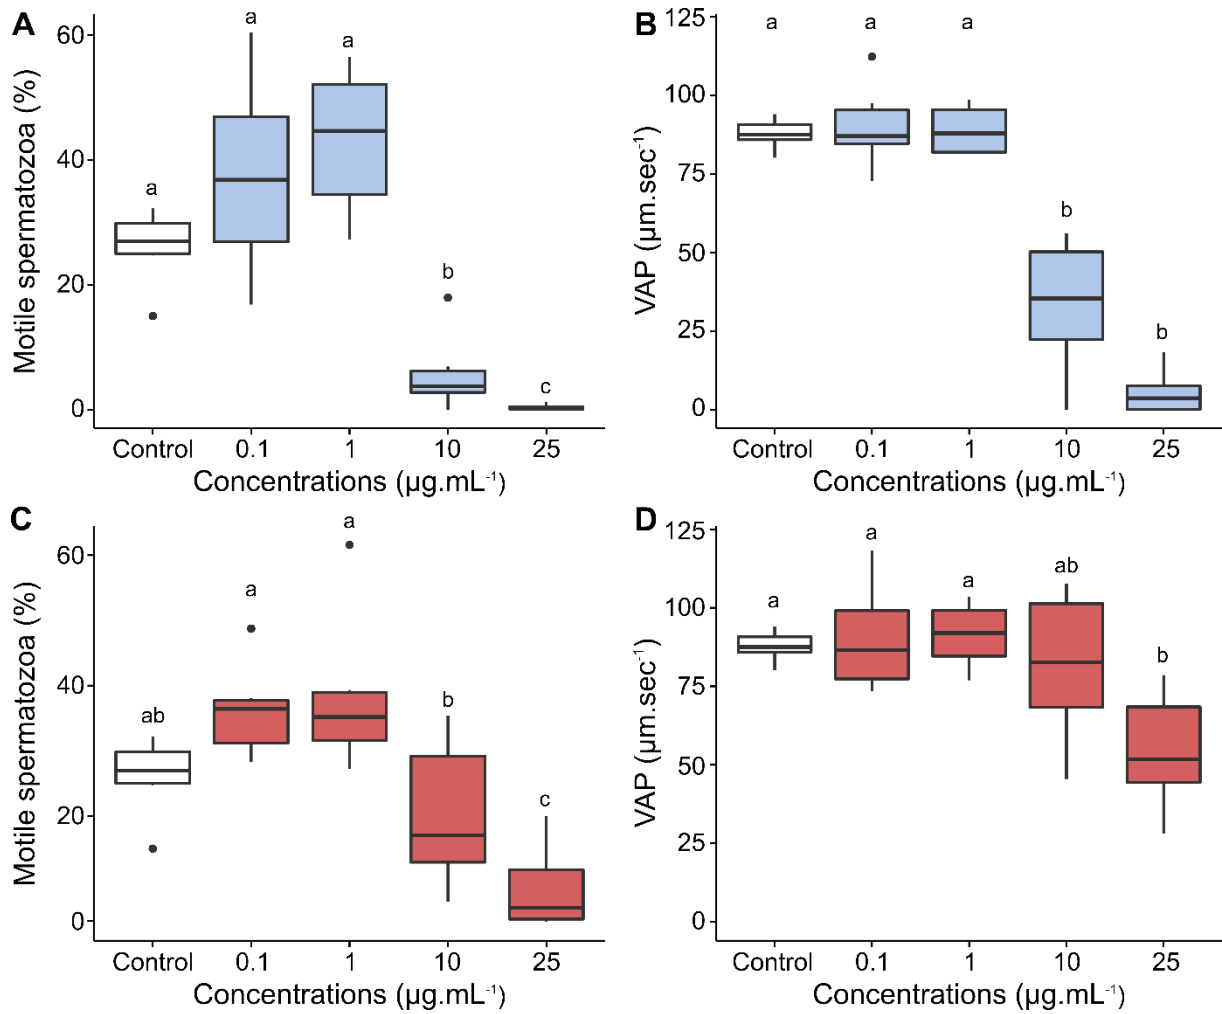 A
Motile spermatozoa (%)
60
40
20
0
a
a
a
b
c
Control 0.1 1 10 25
Concentrations (µg.mL⁻¹)
B
VAP (µm.sec⁻¹)
125
100
75
50
25
0
a
a
a
b
b
Control 0.1 1 10 25
Concentrations (µg.mL⁻¹)
C
Motile spermatozoa (%)
60
40
20
0
ab
a
a
b
c
Control 0.1 1 10 25
Concentrations (µg.mL⁻¹)
D
VAP (µm.sec⁻¹)
125
100
75
50
25
0
a
a
a
ab
b
Control 0.1 1 10 25
Concentrations (µg.mL⁻¹)